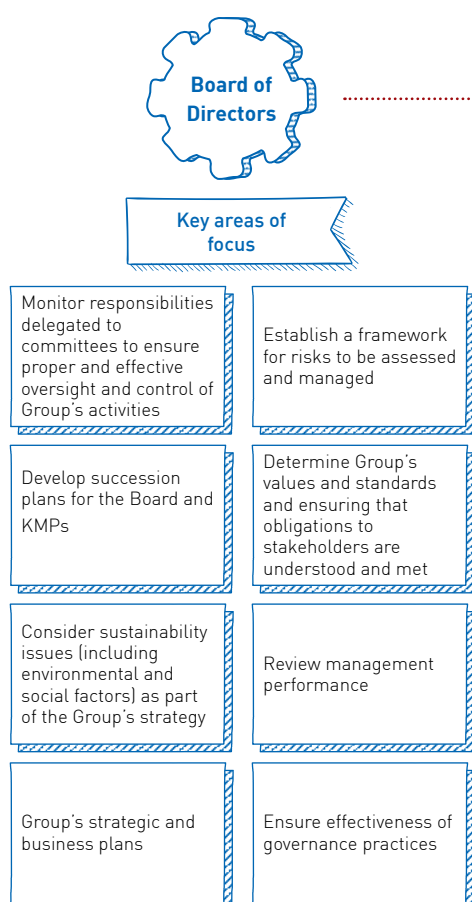 Board of
Directors
Key areas of
focus
Monitor responsibilities
delegated to
committees to ensure
proper and effective
oversight and control of
Group's activities
Establish a framework
for risks to be assessed
and managed
Develop succession
plans for the Board and
KMPs
Determine Group's
values and standards
and ensuring that
obligations to
stakeholders are
understood and met
Consider sustainability
issues (including
environmental and
social factors) as part
of the Group's strategy
Review management
performance
Group's strategic and
business plans
Ensure effectiveness of
governance practices